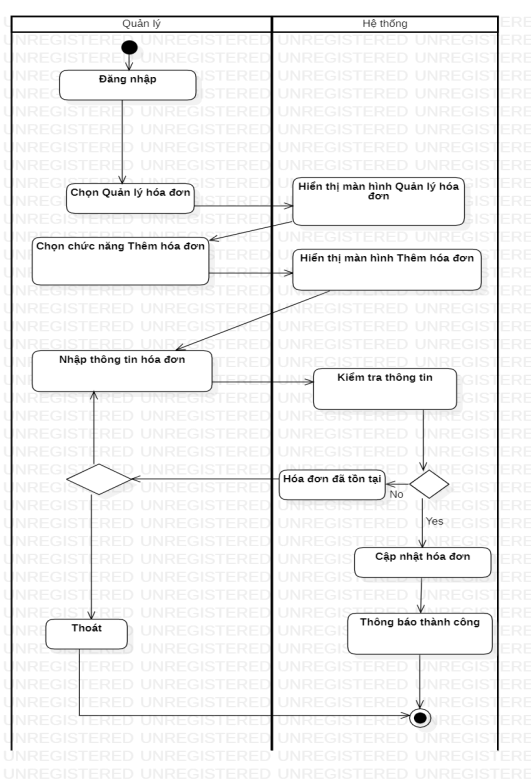 Quản lý
Hệ thống
Đăng nhập
Chọn Quản lý hóa đơn
Hiển thị màn hình Quản lý hóa
đơn
Chọn chức năng Thêm hóa đơn
Hiển thị màn hình Thêm hóa đơn
Nhập thông tin hóa đơn
Kiểm tra thông tin
Hóa đơn đã tồn tại
No
Yes
Cập nhật hóa đơn
Thoát
Thông báo thành công
UNREGISTERED